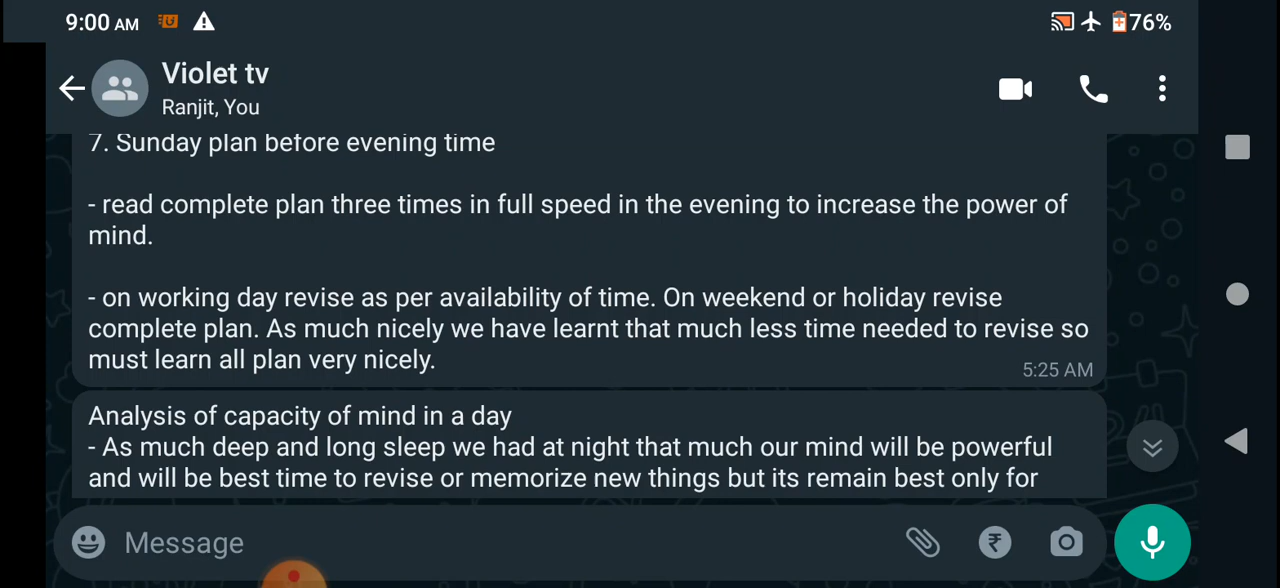 9:00 AM
76%
Violet tv
Ranjit, You
7. Sunday plan before evening time
- read complete plan three times in full speed in the evening to increase the power of
mind.
- on working day revise as per availability of time. On weekend or holiday revise
complete plan. As much nicely we have learnt that much less time needed to revise so
must learn all plan very nicely.
5:25 AM
Analysis of capacity of mind in a day
- As much deep and long sleep we had at night that much our mind will be powerful
and will be best time to revise or memorize new things but its remain best only for
Message